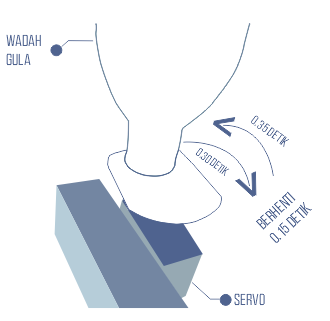 WADAH
GULA
0.35 DETIK
0.30 DETIK
BERHENTI
0.15 DETIK
SERVO